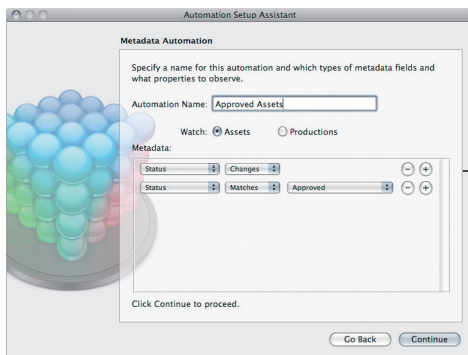 Automation Setup Assistant
Metadata Automation
Specify a name for this automation and which types of metadata fields and
what properties to observe.
Automation Name: Approved Assets
Watch: Assets Productions
Metadata:
Status Changes
Status Matches Approved
Click Continue to proceed.
Go Back Continue